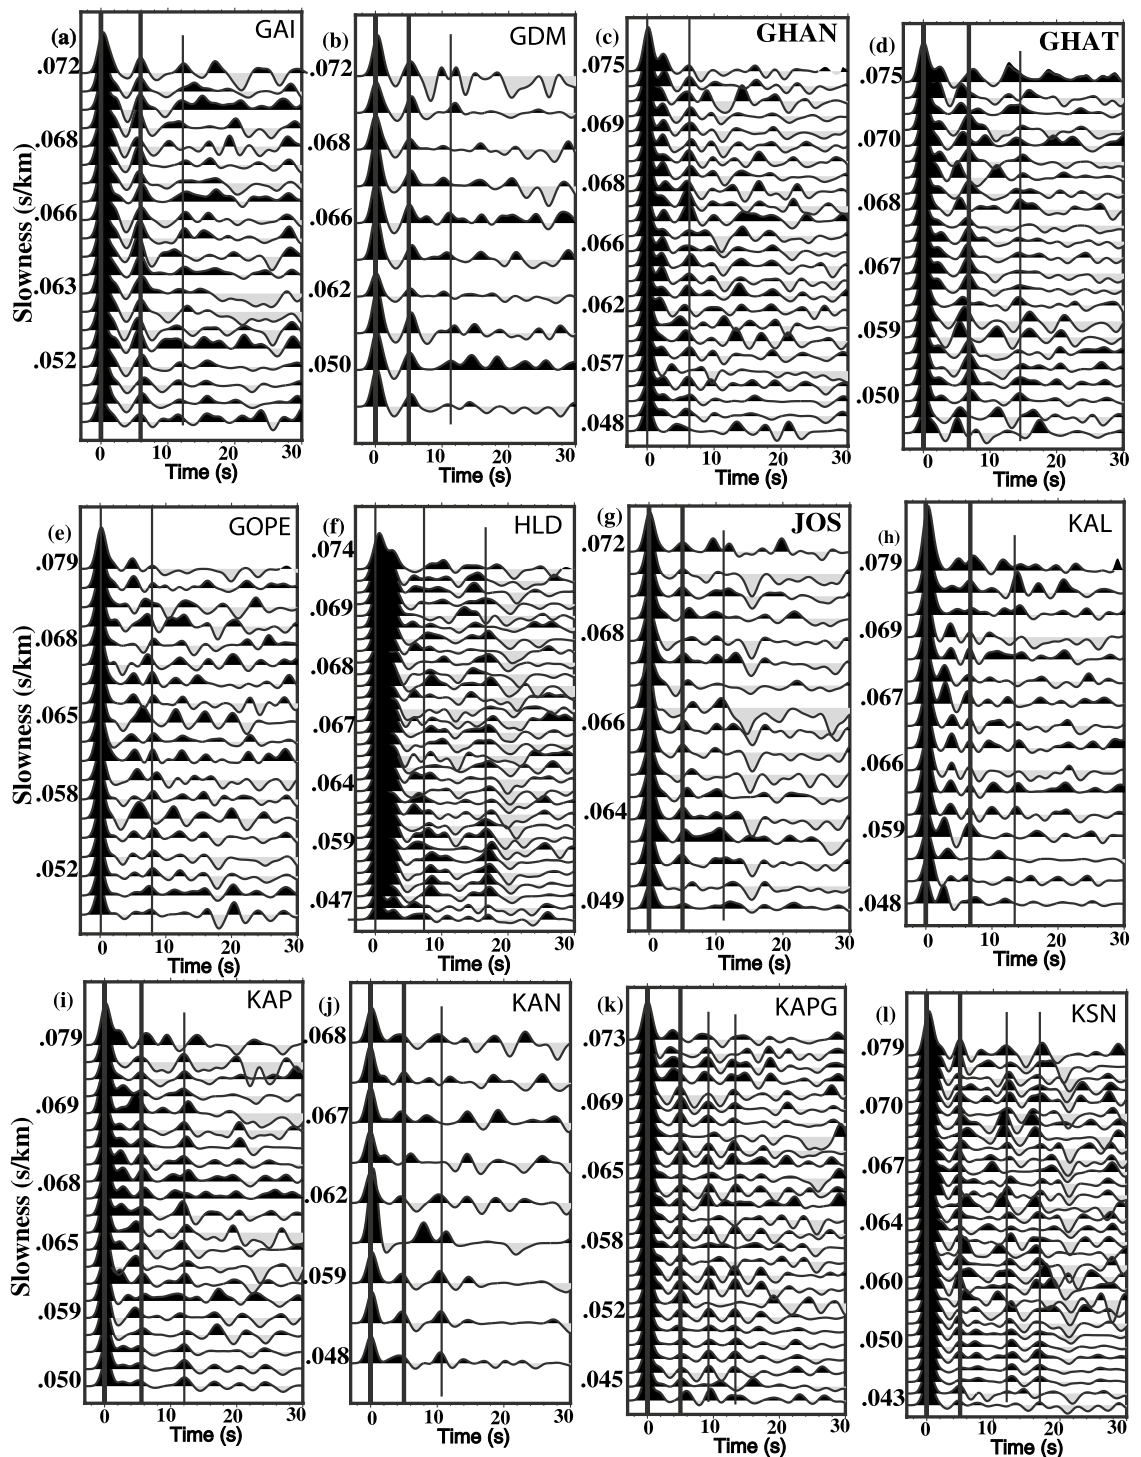 (a) GAI
.072
.068
.066
.063
.052
0 10 20 30
Time (s)
Slowness (s/km)
(b) GDM
.072
.068
.066
.062
.050
0 10 20 30
Time (s)
(c) GHAN
.075
.069
.068
.066
.062
.057
.048
0 10 20 30
Time (s)
(d) GHAT
.075
.070
.068
.067
.059
.050
0 10 20 30
Time (s)
(e) GOPE
.079
.068
.065
.058
.052
0 10 20 30
Time (s)
Slowness (s/km)
(f) HLD
.074
.069
.068
.067
.064
.059
.047
0 10 20 30
Time (s)
(g) JOS
.072
.068
.066
.064
.049
0 10 20 30
Time (s)
(h) KAL
.079
.069
.067
.066
.059
.048
0 10 20 30
Time (s)
(i) KAP
.079
.069
.068
.065
.059
.050
0 10 20 30
Time (s)
Slowness (s/km)
(j) KAN
.068
.067
.062
.059
.048
0 10 20 30
Time (s)
(k) KAPG
.073
.069
.065
.058
.052
.045
0 10 20 30
Time (s)
(l) KSN
.079
.070
.067
.064
.060
.050
.043
0 10 20 30
Time (s)